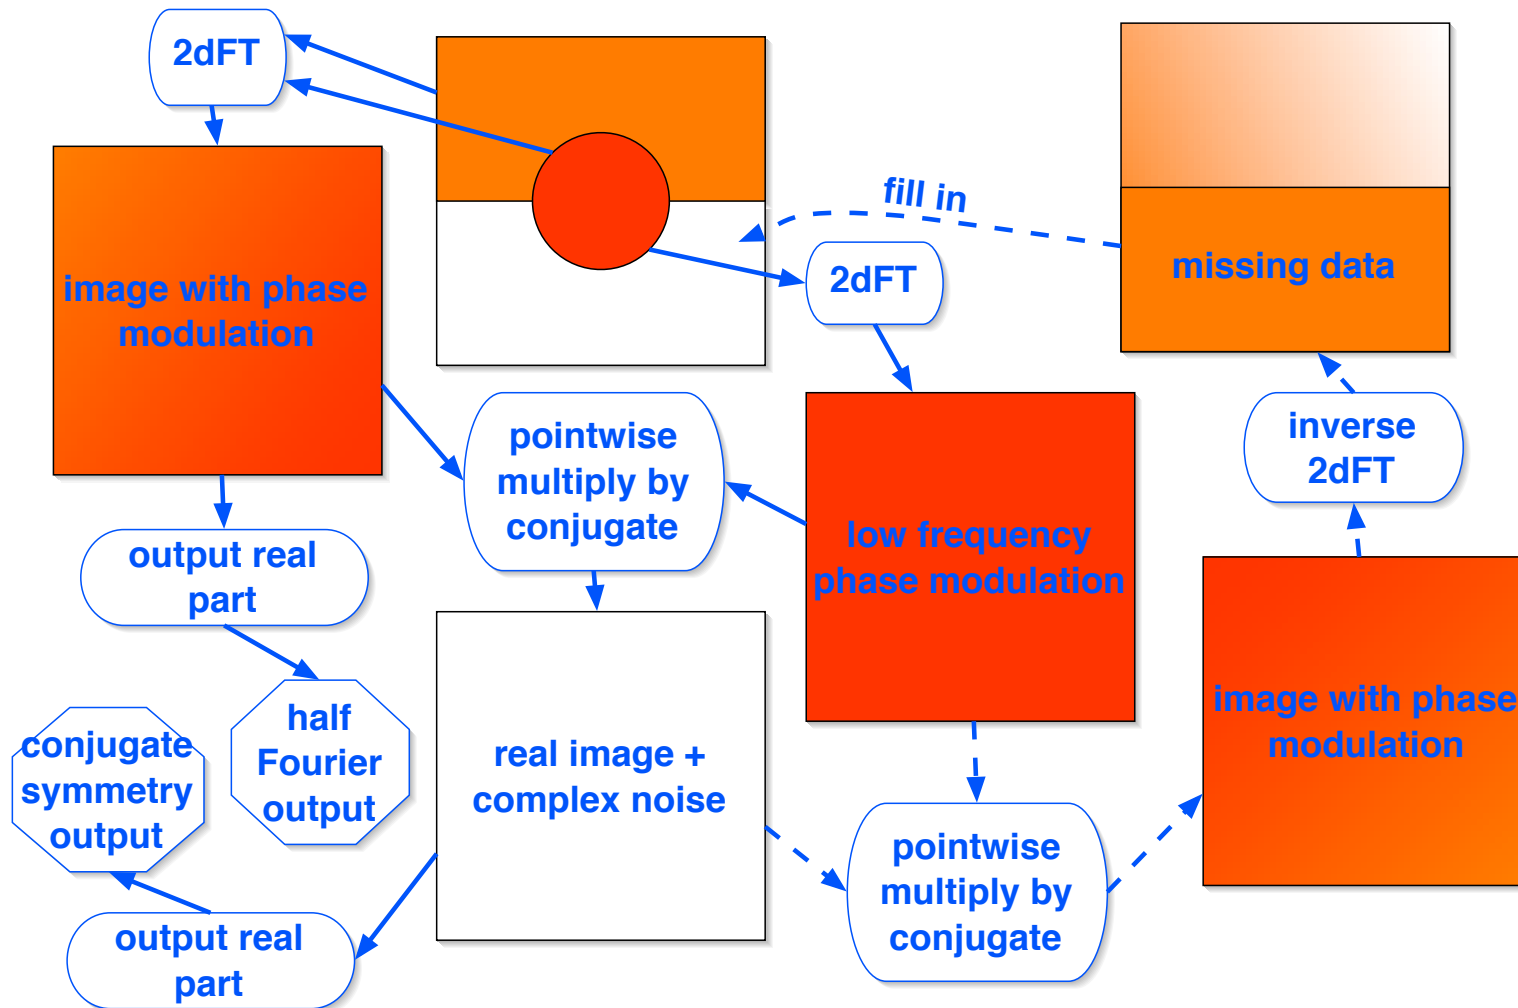 2dFT
fill in
missing data
2dFT
image with phase
modulation
pointwise
multiply by
conjugate
inverse
2dFT
low frequency
phase modulation
output real
part
half
Fourier
output
conjugate
symmetry
output
real image +
complex noise
image with phase
modulation
pointwise
multiply by
conjugate
output real
part